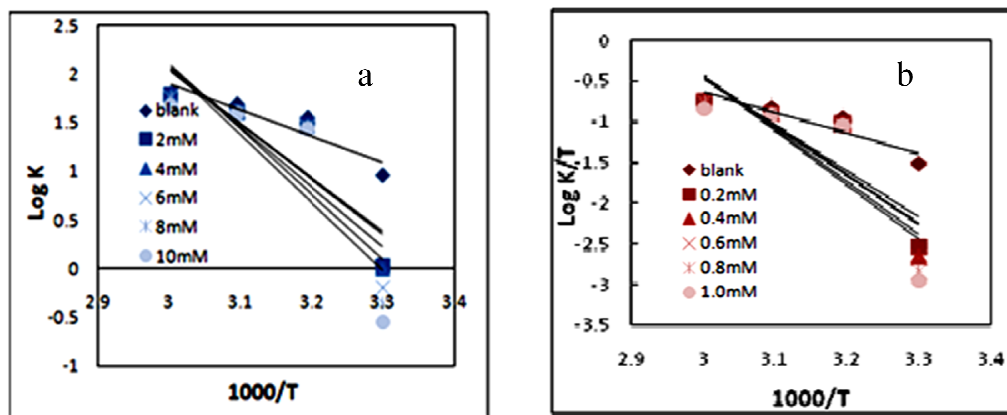 2.5
2
1.5
1
0.5
0
-0.5
-1
Log K
a
blank
2mM
4mM
6mM
8mM
10mM
2.9
3
3.1
3.2
3.3
3.4
1000/T
0
-0.5
-1
-1.5
-2
-2.5
-3
-3.5
Log K/T
b
blank
0.2mM
0.4mM
0.6mM
0.8mM
1.0mM
2.9
3
3.1
3.2
3.3
3.4
1000/T